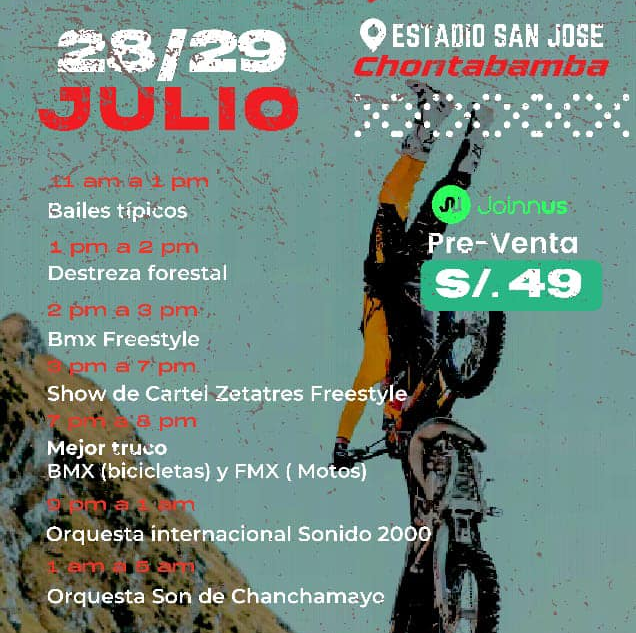 28/29
JULIO
ESTADIO SAN JOSE
Chontabamba
11 am a 1 pm
Bailes típicos
1 pm a 2 pm
Destreza forestal
2 pm a 3 pm
Bmx Freestyle
3 pm a 7 pm
Show de Cartel Zetatres Freestyle
7 pm a 8 pm
Mejor truco
BMX (bicicletas) y FMX ( Motos)
9 pm a 1 am
Orquesta internacional Sonido 2000
1 am a 5 am
Orquesta Son de Chanchamayo
Joinnus
Pre-Venta
S/. 49